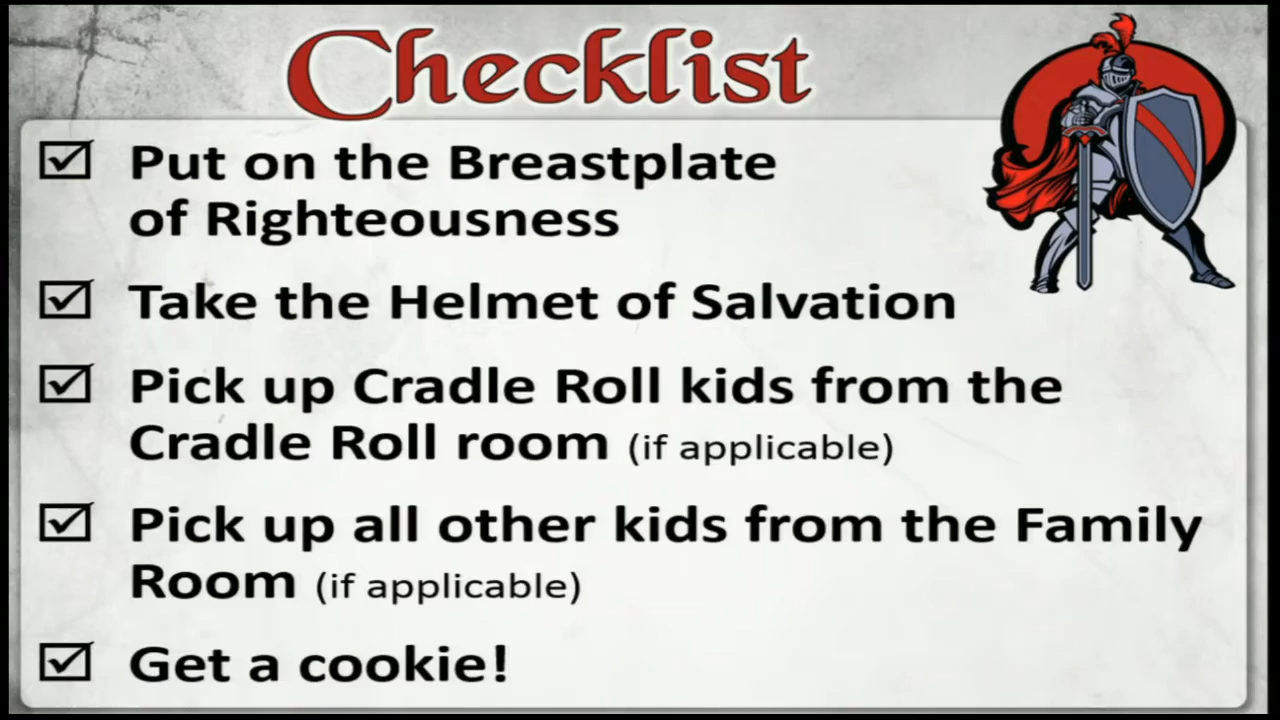 Checklist
Put on the Breastplate
of Righteousness
Take the Helmet of Salvation
Pick up Cradle Roll kids from the
Cradle Roll room (if applicable)
Pick up all other kids from the Family
Room (if applicable)
Get a cookie!